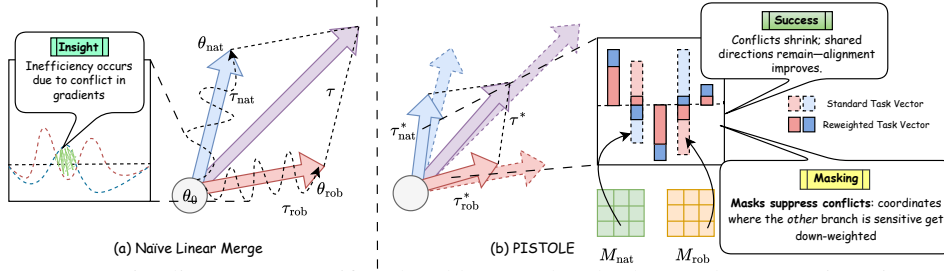 Insight
Inefficiency occurs
due to conflict in
gradients
θnat
τnat
τ
θrob
τrob
θ0
(a) Naïve Linear Merge
τ*nat
τ*
τ*rob
(b) PISTOLE
Mnat
Mrob
Success
Conflicts shrink; shared
directions remain—alignment
improves.
Standard Task Vector
Reweighted Task Vector
Masking
Masks suppress conflicts: coordinates
where the other branch is sensitive get
down-weighted